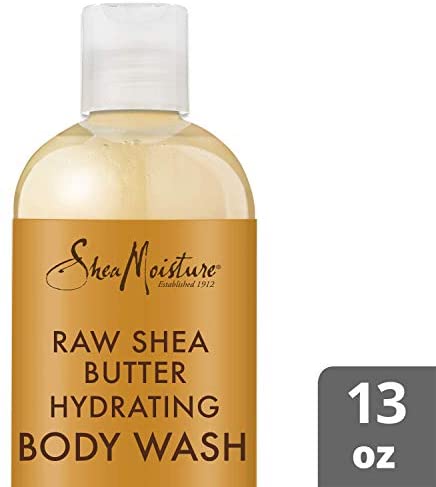 SheaMoisture®
Established 1912
RAW SHEA
BUTTER
HYDRATING
BODY WASH
13
oz